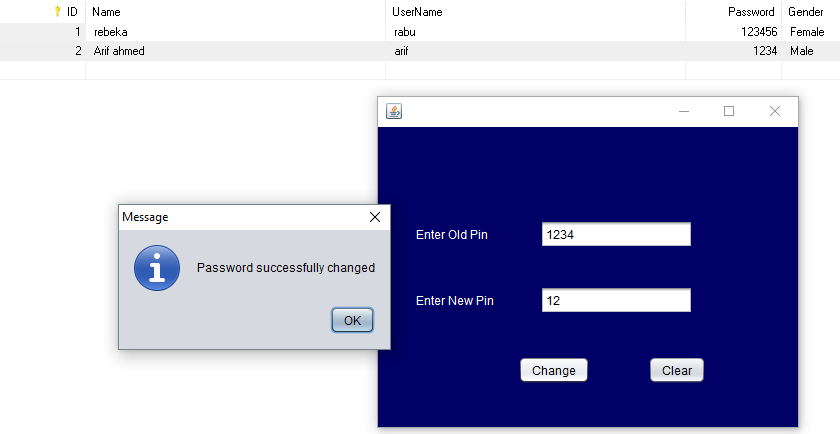 ID Name UserName Password Gender
1 rebeka rabu 123456 Female
2 Arif ahmed arif 1234 Male
Message
Password successfully changed
OK
Enter Old Pin 1234
Enter New Pin 12
Change Clear